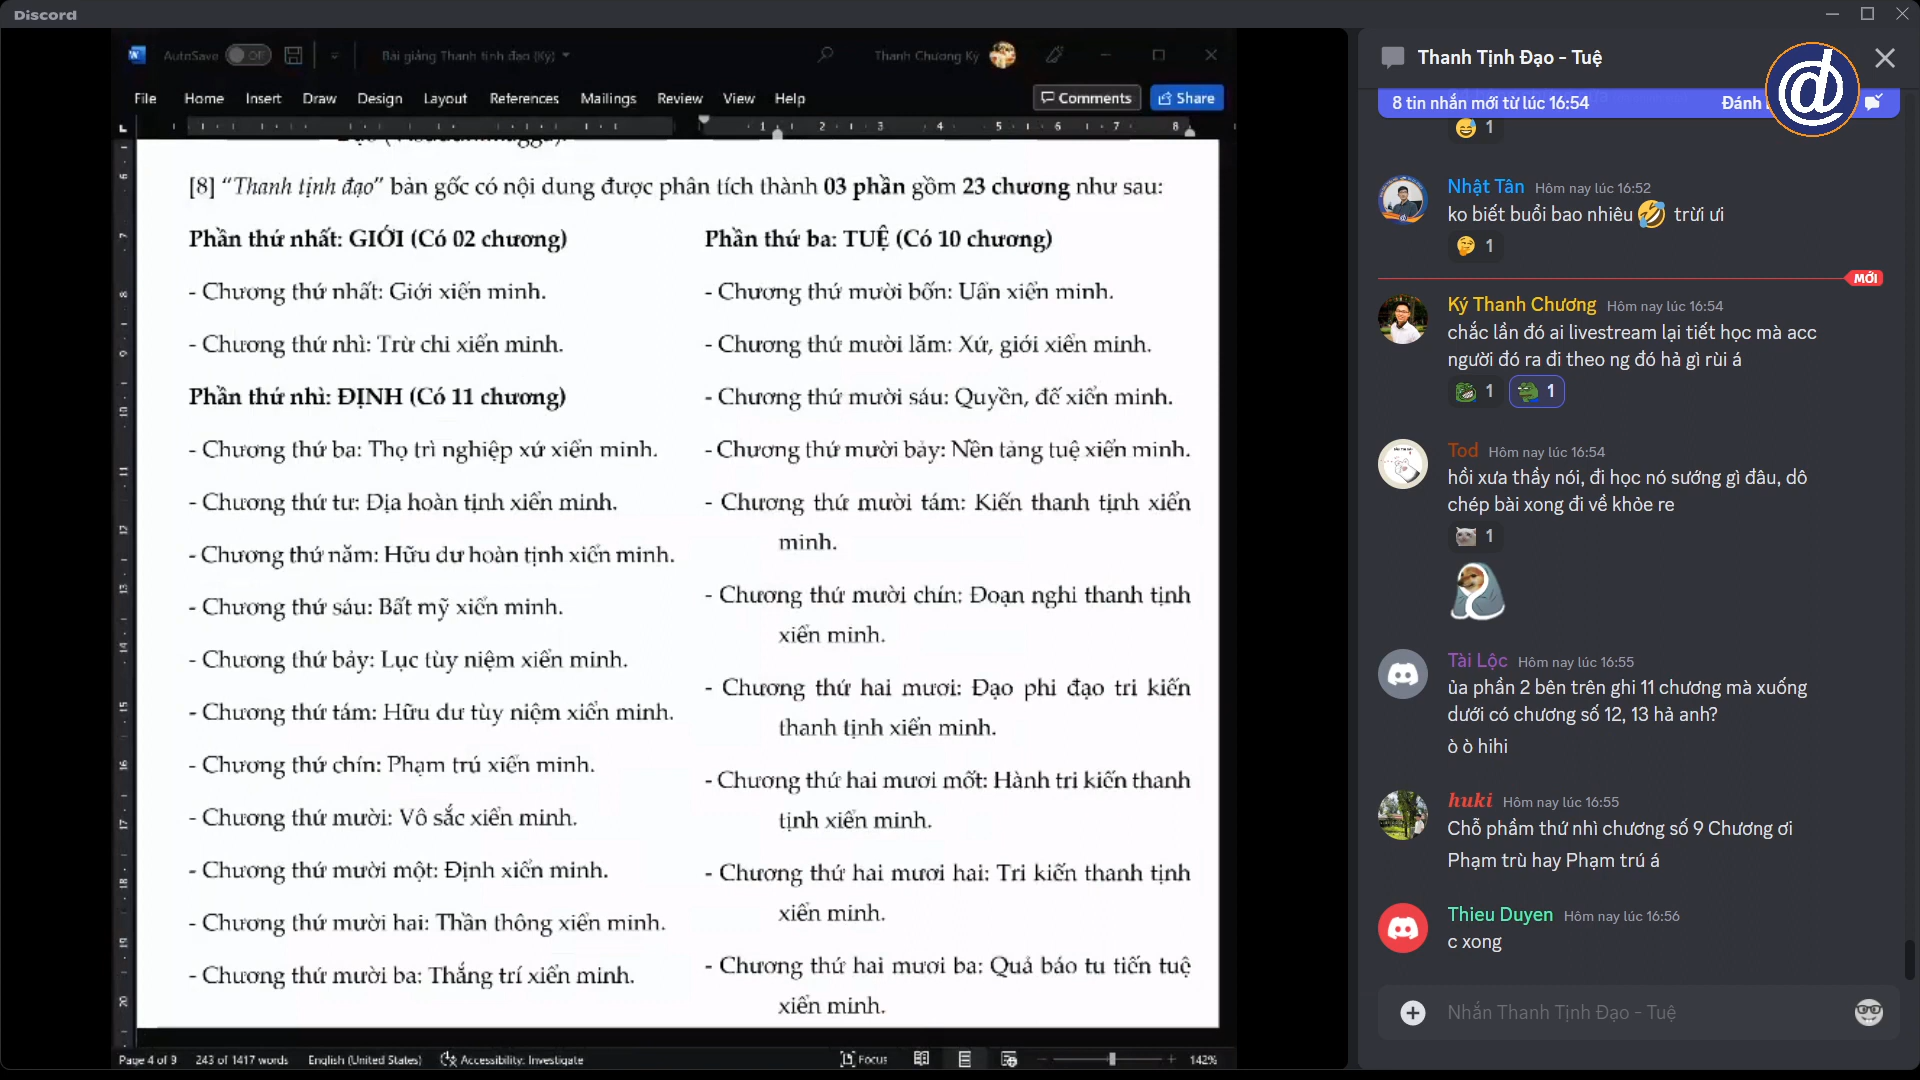 Discord
AutoSave Off Bài giảng Thanh tịnh đạo (Ký) Thanh Chương Ký
File Home Insert Draw Design Layout References Mailings Review View Help Comments Share
[8] “Thanh tịnh đạo” bản gốc có nội dung được phân tích thành 03 phần gồm 23 chương như sau:
Phần thứ nhất: GIỚI (Có 02 chương)
- Chương thứ nhất: Giới xiển minh.
- Chương thứ nhì: Trừ chi xiển minh.
Phần thứ nhì: ĐỊNH (Có 11 chương)
- Chương thứ ba: Thọ trì nghiệp xứ xiển minh.
- Chương thứ tư: Địa hoàn tịnh xiển minh.
- Chương thứ năm: Hữu dư hoàn tịnh xiển minh.
- Chương thứ sáu: Bất mỹ xiển minh.
- Chương thứ bảy: Lục tùy niệm xiển minh.
- Chương thứ tám: Hữu dư tùy niệm xiển minh.
- Chương thứ chín: Phạm trú xiển minh.
- Chương thứ mười: Vô sắc xiển minh.
- Chương thứ mười một: Định xiển minh.
- Chương thứ mười hai: Thần thông xiển minh.
- Chương thứ mười ba: Thắng trí xiển minh.
Phần thứ ba: TUỆ (Có 10 chương)
- Chương thứ mười bốn: Uẩn xiển minh.
- Chương thứ mười lăm: Xứ, giới xiển minh.
- Chương thứ mười sáu: Quyền, đế xiển minh.
- Chương thứ mười bảy: Nền tảng tuệ xiển minh.
- Chương thứ mười tám: Kiến thanh tịnh xiển
minh.
- Chương thứ mười chín: Đoạn nghi thanh tịnh
xiển minh.
- Chương thứ hai mươi: Đạo phi đạo tri kiến
thanh tịnh xiển minh.
- Chương thứ hai mươi mốt: Hành tri kiến thanh
tịnh xiển minh.
- Chương thứ hai mươi hai: Tri kiến thanh tịnh
xiển minh.
- Chương thứ hai mươi ba: Quả báo tu tiến tuệ
xiển minh.
Page 4 of 9 243 of 1417 words English (United States) Accessibility: Investigate Focus 142%
Thanh Tịnh Đạo - Tuệ
8 tin nhắn mới từ lúc 16:54 Đánh
1
Nhật Tân Hôm nay lúc 16:52
ko biết buổi bao nhiêu 🤣 trừi ưi
1
MỚI
Ký Thanh Chương Hôm nay lúc 16:54
chắc lần đó ai livestream lại tiết học mà acc
người đó ra đi theo ng đó hả gì rùi á
1 1
Tod Hôm nay lúc 16:54
hồi xưa thầy nói, đi học nó sướng gì đâu, dô
chép bài xong đi về khỏe re
1
Tài Lộc Hôm nay lúc 16:55
ủa phần 2 bên trên ghi 11 chương mà xuống
dưới có chương số 12, 13 hả anh?
ò ò hihi
huki Hôm nay lúc 16:55
Chỗ phầm thứ nhì chương số 9 Chương ơi
Phạm trù hay Phạm trú á
Thieu Duyen Hôm nay lúc 16:56
c xong
Nhắn Thanh Tịnh Đạo - Tuệ